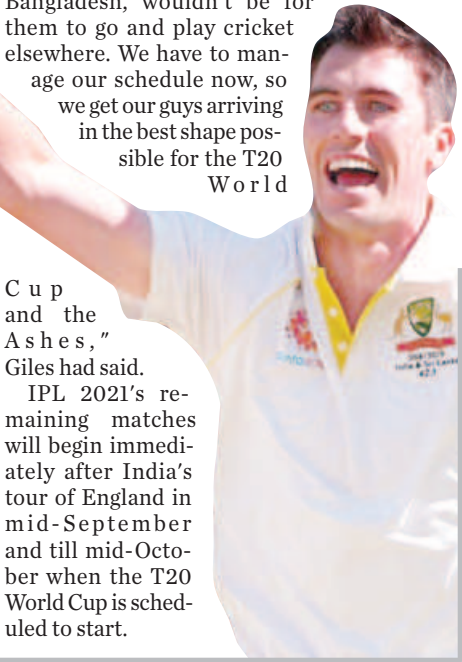 Bangladesh, wouldn't be for
them to go and play cricket
elsewhere. We have to man-
age our schedule now, so
we get our guys arriving
in the best shape pos-
sible for the T20
World
Cup
and the
Ashes,"
Giles had said.
IPL 2021's re-
maining matches
will begin immedi-
ately after India's
tour of England in
mid-September
and till mid-Octo-
ber when the T20
World Cup is sched-
uled to start.